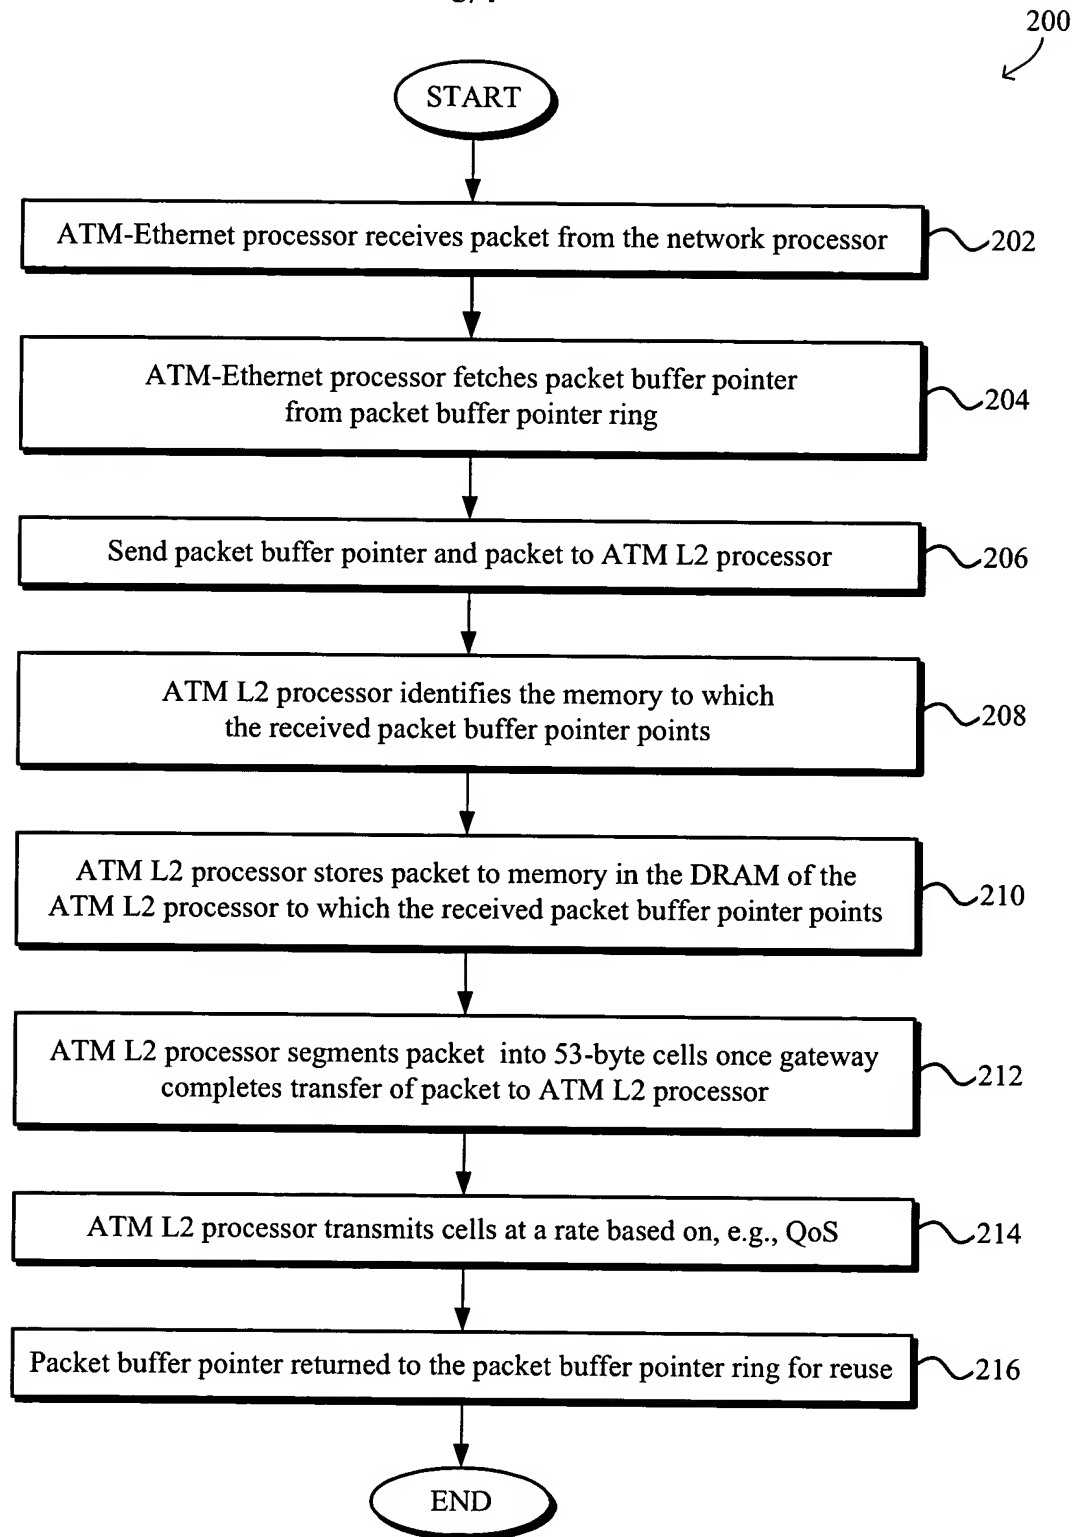 200
START
ATM-Ethernet processor receives packet from the network processor
202
ATM-Ethernet processor fetches packet buffer pointer
from packet buffer pointer ring
204
Send packet buffer pointer and packet to ATM L2 processor
206
ATM L2 processor identifies the memory to which
the received packet buffer pointer points
208
ATM L2 processor stores packet to memory in the DRAM of the
ATM L2 processor to which the received packet buffer pointer points
210
ATM L2 processor segments packet into 53-byte cells once gateway
completes transfer of packet to ATM L2 processor
212
ATM L2 processor transmits cells at a rate based on, e.g., QoS
214
Packet buffer pointer returned to the packet buffer pointer ring for reuse
216
END